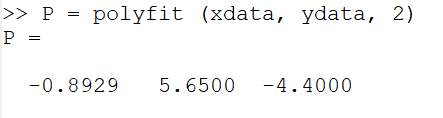 >> P = polyfit (xdata, ydata, 2)
P =
-0.8929 5.6500 -4.4000